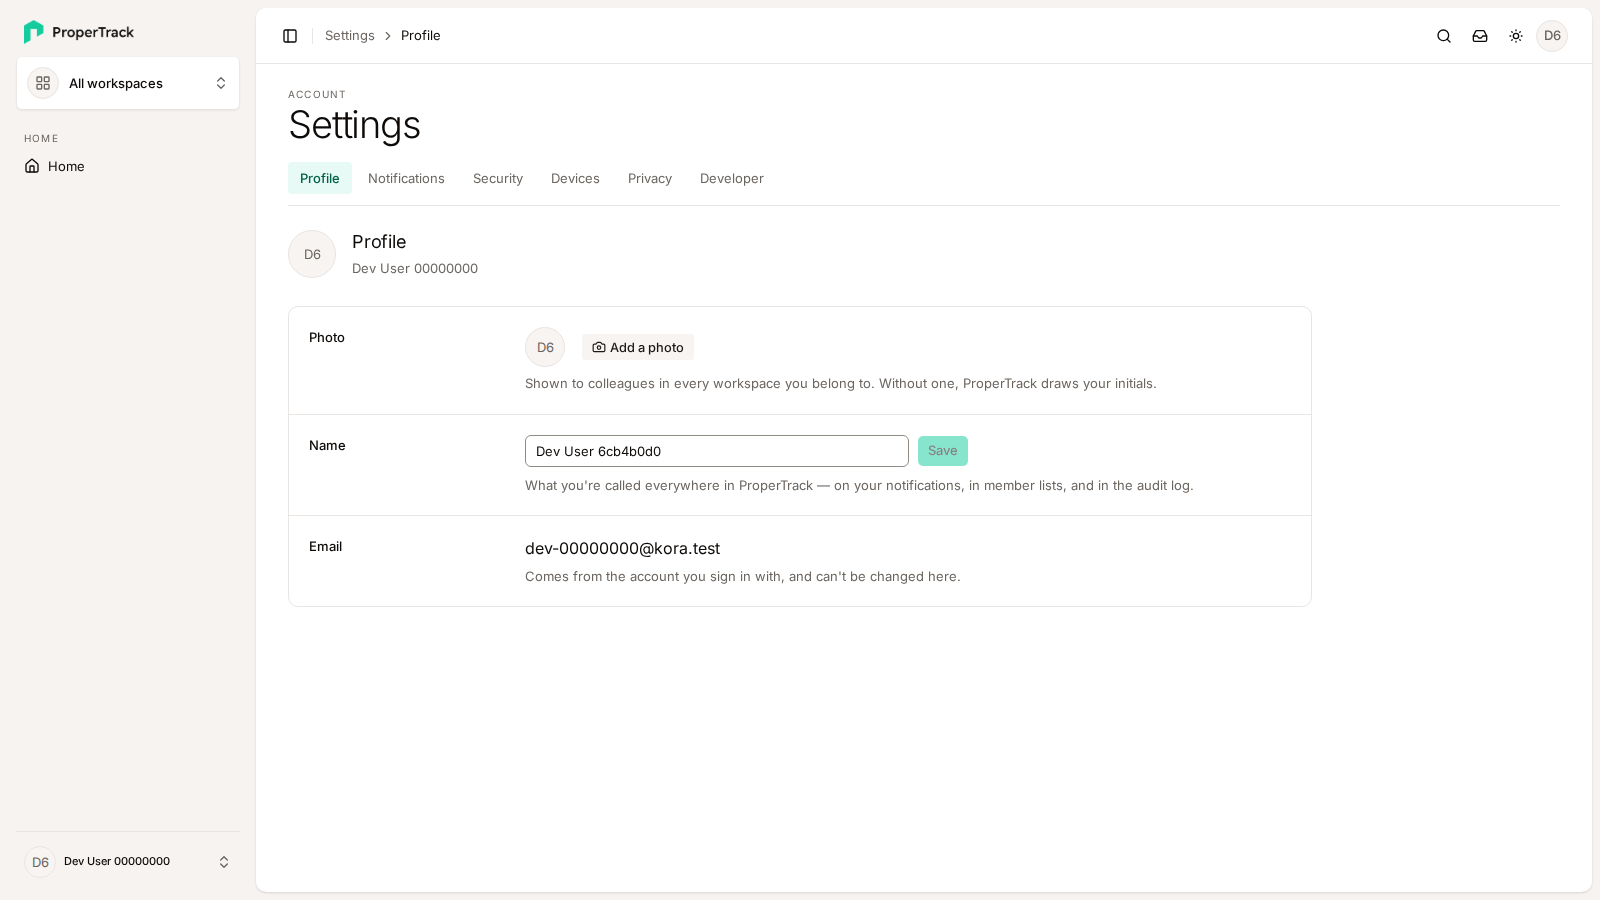 ProperTrack
All workspaces
HOME
Home
Dev User 00000000
D6
Settings
Profile
D6
ACCOUNT
Settings
Profile
Notifications
Security
Devices
Privacy
Developer
D6
Profile
Dev User 00000000
Photo
D6
Add a photo
Shown to colleagues in every workspace you belong to. Without one, ProperTrack draws your initials.
Name
Dev User 6cb4b0d0
Save
What you're called everywhere in ProperTrack — on your notifications, in member lists, and in the audit log.
Email
dev-00000000@kora.test
Comes from the account you sign in with, and can't be changed here.